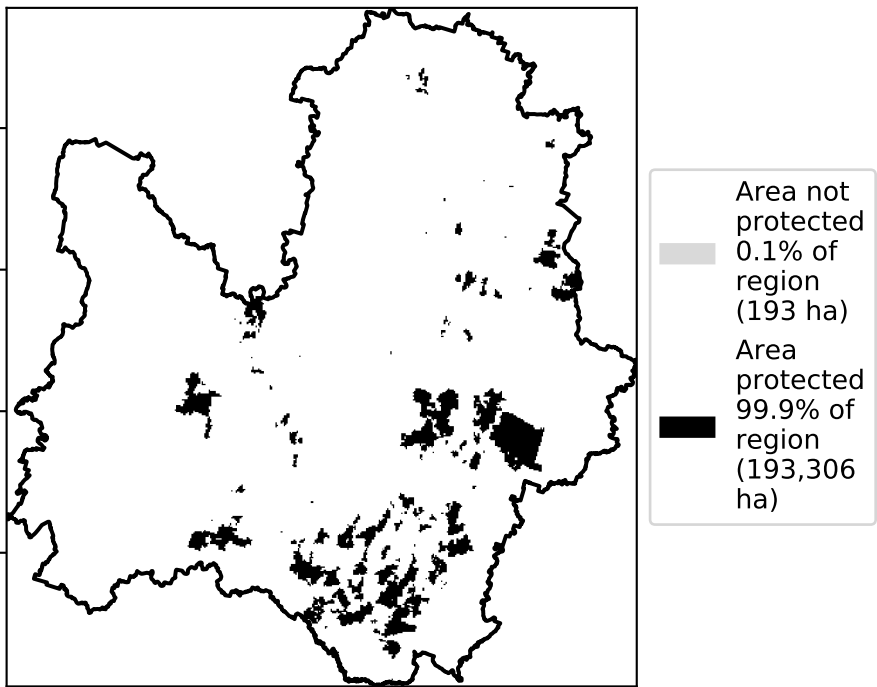 Area not
protected
0.1% of
region
(193 ha)
Area
protected
99.9% of
region
(193,306
ha)